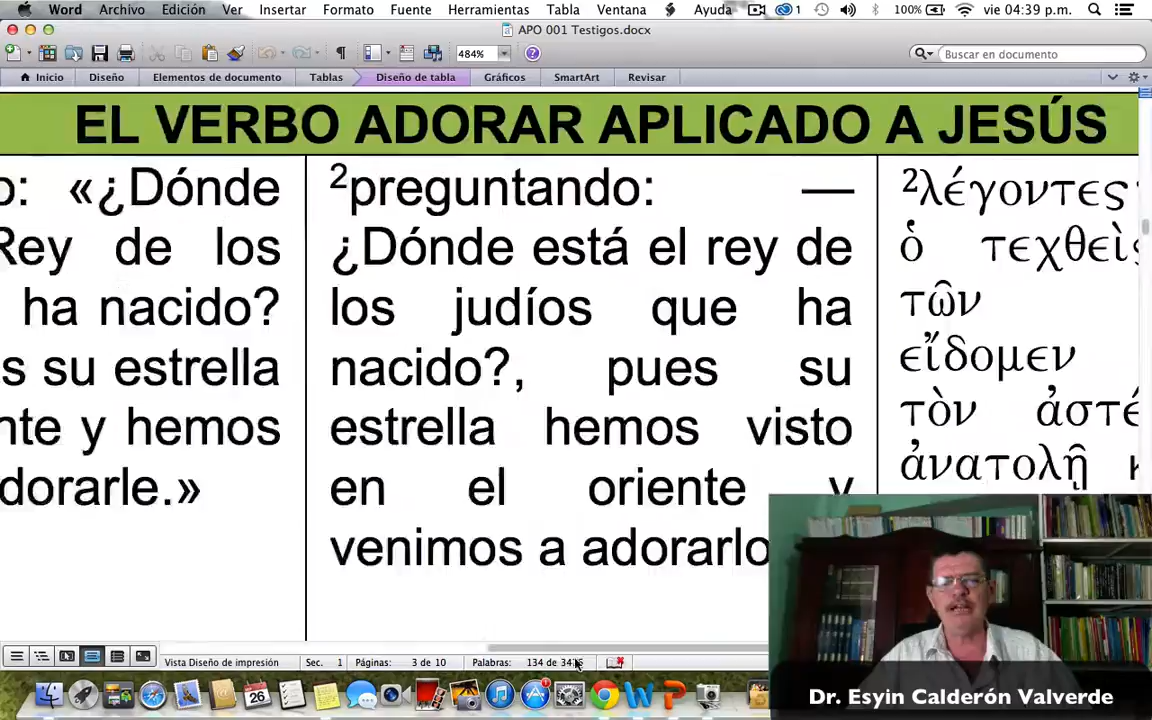 Word Archivo Edición Ver Insertar Formato Fuente Herramientas Tabla Ventana Ayuda 1 100% vie 04:39 p.m.
APO 001 Testigos.docx
484% Buscar en documento
Inicio Diseño Elementos de documento Tablas Diseño de tabla Gráficos SmartArt Revisar
EL VERBO ADORAR APLICADO A JESÚS
o: «¿Dónde
Rey de los
ha nacido?
s su estrella
nte y hemos
dorarle.»
²preguntando: —
¿Dónde está el rey de
los judíos que ha
nacido?, pues su
estrella hemos visto
en el oriente y
venimos a adorarlo
²λέγοντες
ὁ τεχθεὶς
τῶν
εἴδομεν
τὸν ἀστέ
ἀνατολῇ κ
Vista Diseño de impresión Sec. 1 Páginas: 3 de 10 Palabras: 134 de
26
Dr. Esyin Calderón Valverde